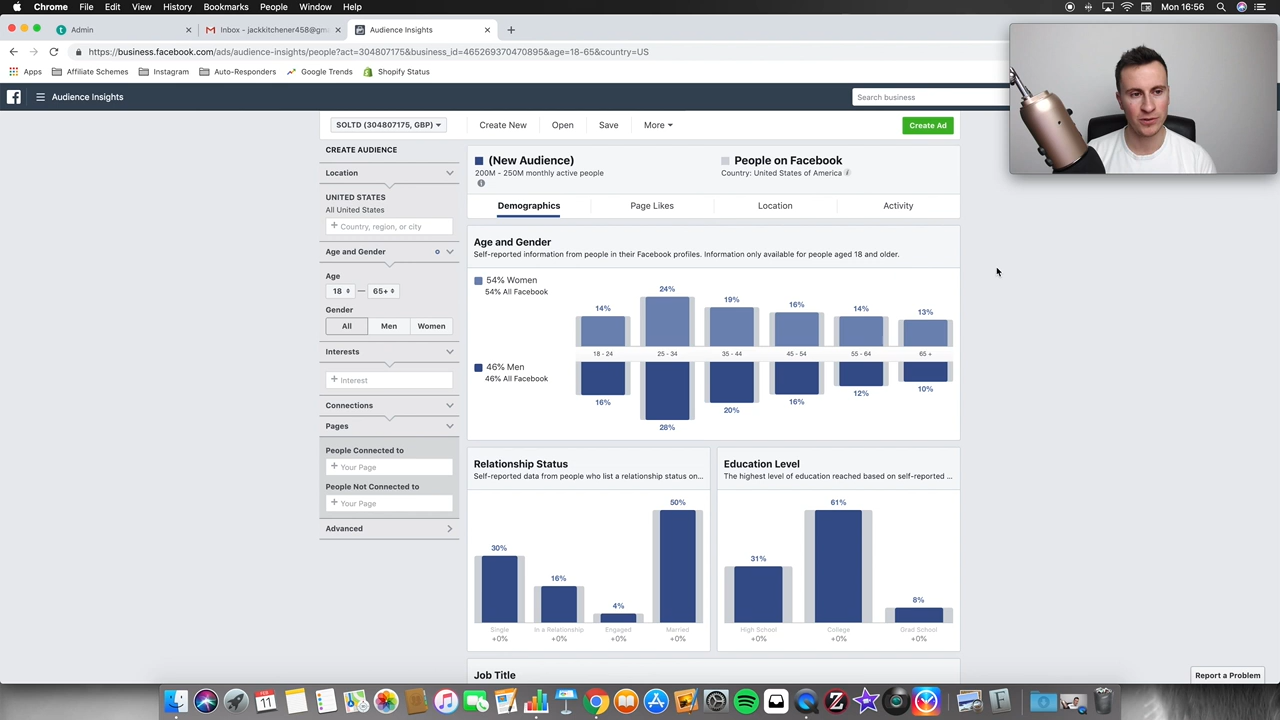 Chrome File Edit View History Bookmarks People Window Help
Mon 16:56
Admin
Inbox - jackkitchener458@gm
Audience Insights
https://business.facebook.com/ads/audience-insights/people?act=304807175&business_id=465269370470895&age=18-65&country=US
Apps Affiliate Schemes Instagram Auto-Responders Google Trends Shopify Status
Audience Insights
Search business
SOLTD (304807175, GBP)
Create New Open Save More
Create Ad
CREATE AUDIENCE
Location
UNITED STATES
All United States
+ Country, region, or city
Age and Gender
Age
18 — 65+
Gender
All Men Women
Interests
+ Interest
Connections
Pages
People Connected to
+ Your Page
People Not Connected to
+ Your Page
Advanced
(New Audience)
200M - 250M monthly active people
People on Facebook
Country: United States of America
Demographics Page Likes Location Activity
Age and Gender
Self-reported information from people in their Facebook profiles. Information only available for people aged 18 and older.
54% Women
54% All Facebook
14% 24% 19% 16% 14% 13%
18 - 24 25 - 34 35 - 44 45 - 54 55 - 64 65 +
46% Men
46% All Facebook
16% 28% 20% 16% 12% 10%
Relationship Status
Self-reported data from people who list a relationship status on...
30% 16% 4% 50%
Single In a Relationship Engaged Married
+0% +0% +0% +0%
Education Level
The highest level of education reached based on self-reported ...
31% 61% 8%
High School College Grad School
+0% +0% +0%
Job Title
Report a Problem
FEB
11